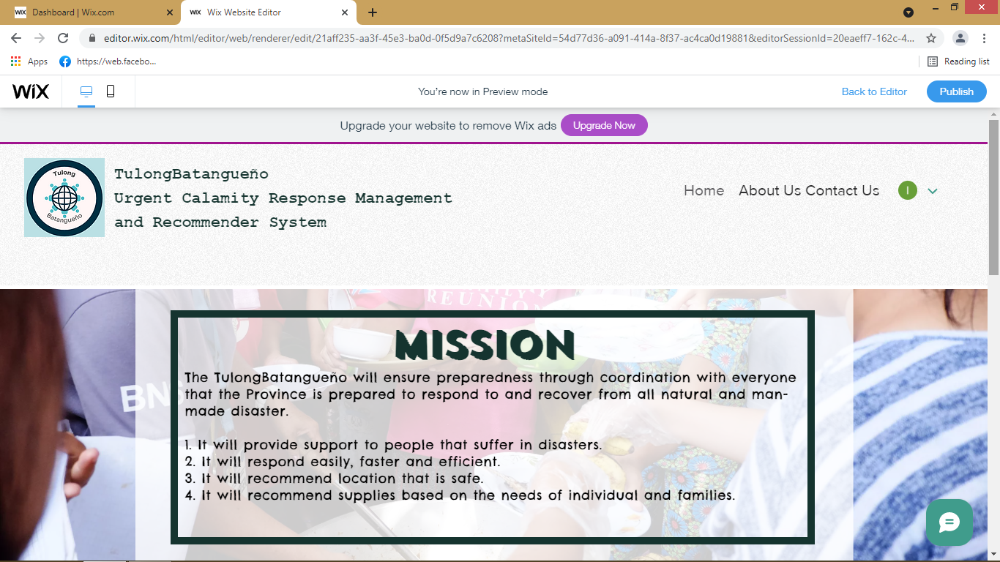 WIX Dashboard | Wix.com
WIX Wix Website Editor
editor.wix.com/html/editor/web/renderer/edit/21aff235-aa3f-45e3-ba0d-0f5d9a7c6208?metaSiteId=54d77d36-a091-414a-8f37-ac4ca0d19881&editorSessionId=20eaeff7-162c-4...
Apps https://web.facebo... Reading list
WIX You're now in Preview mode Back to Editor Publish
Upgrade your website to remove Wix ads Upgrade Now
Tulong
Batangueño
TulongBatangueño
Urgent Calamity Response Management
and Recommender System
Home About Us Contact Us I
REUNION
BNS
MISSION
The TulongBatangueño will ensure preparedness through coordination with everyone
that the Province is prepared to respond to and recover from all natural and man-
made disaster.
1. It will provide support to people that suffer in disasters.
2. It will respond easily, faster and efficient.
3. It will recommend location that is safe.
4. It will recommend supplies based on the needs of individual and families.